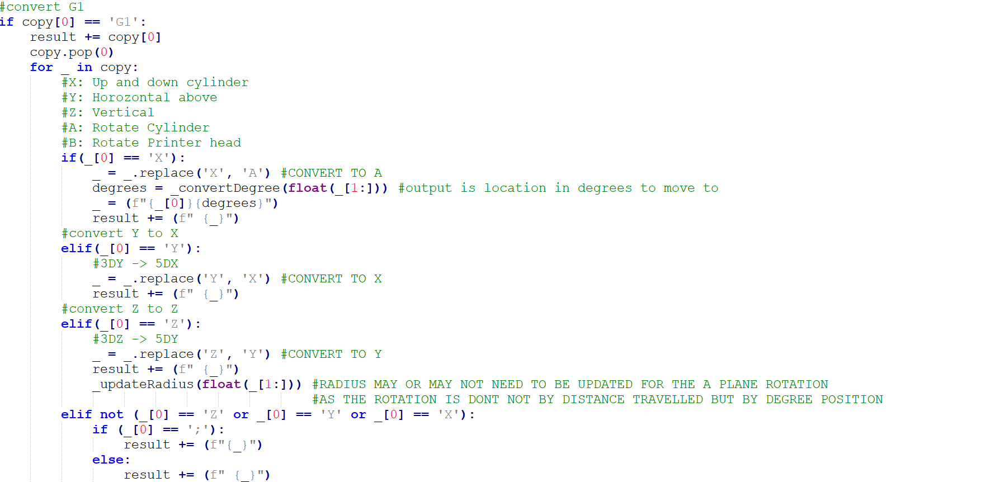 #convert G1
if copy[0] == 'G1':
    result += copy[0]
    copy.pop(0)
    for _ in copy:
        #X: Up and down cylinder
        #Y: Horozontal above
        #Z: Vertical
        #A: Rotate Cylinder
        #B: Rotate Printer head
        if(_[0] == 'X'):
            _ = _.replace('X', 'A') #CONVERT TO A
            degrees = _convertDegree(float(_[1:])) #output is location in degrees to move to
            _ = (f"{_[0]}{degrees}")
            result += (f" {_}")
        #convert Y to X
        elif(_[0] == 'Y'):
            #3DY -> 5DX
            _ = _.replace('Y', 'X') #CONVERT TO X
            result += (f" {_}")
        #convert Z to Z
        elif(_[0] == 'Z'):
            #3DZ -> 5DY
            _ = _.replace('Z', 'Y') #CONVERT TO Y
            result += (f" {_}")
            _updateRadius(float(_[1:])) #RADIUS MAY OR MAY NOT NEED TO BE UPDATED FOR THE A PLANE ROTATION
                                        #AS THE ROTATION IS DONT NOT BY DISTANCE TRAVELLED BUT BY DEGREE POSITION
        elif not (_[0] == 'Z' or _[0] == 'Y' or _[0] == 'X'):
            if (_[0] == ';'):
                result += (f"{_}")
            else:
                result += (f" {_}")